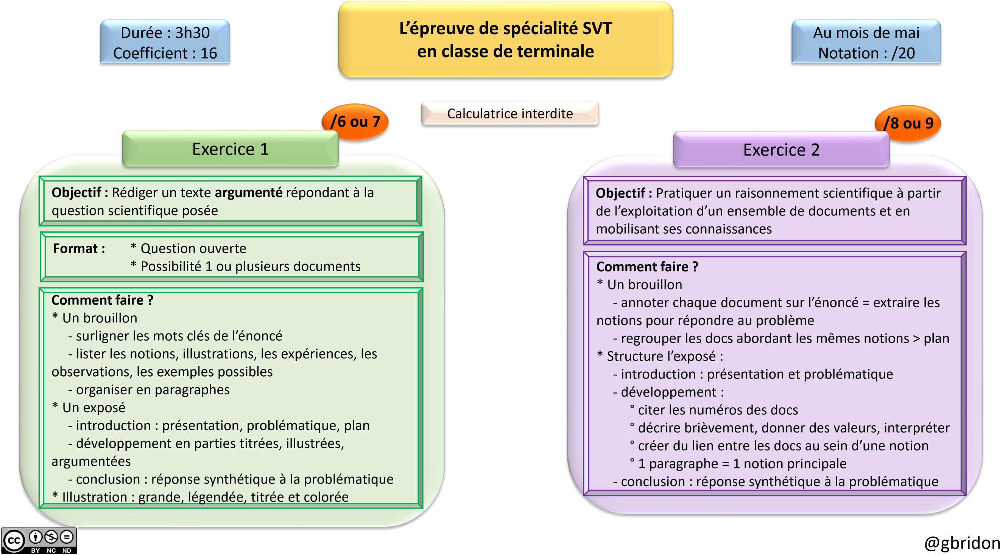 Durée : 3h30
Coefficient : 16
L’épreuve de spécialité SVT
en classe de terminale
Au mois de mai
Notation : /20
Calculatrice interdite
/6 ou 7
Exercice 1
Objectif : Rédiger un texte argumenté répondant à la
question scientifique posée
Format : * Question ouverte
* Possibilité 1 ou plusieurs documents
Comment faire ?
* Un brouillon
- surligner les mots clés de l’énoncé
- lister les notions, illustrations, les expériences, les
observations, les exemples possibles
- organiser en paragraphes
* Un exposé
- introduction : présentation, problématique, plan
- développement en parties titrées, illustrées,
argumentées
- conclusion : réponse synthétique à la problématique
* Illustration : grande, légendée, titrée et colorée
/8 ou 9
Exercice 2
Objectif : Pratiquer un raisonnement scientifique à partir
de l’exploitation d’un ensemble de documents et en
mobilisant ses connaissances
Comment faire ?
* Un brouillon
- annoter chaque document sur l’énoncé = extraire les
notions pour répondre au problème
- regrouper les docs abordant les mêmes notions > plan
* Structure l’exposé :
- introduction : présentation et problématique
- développement :
° citer les numéros des docs
° décrire brièvement, donner des valeurs, interpréter
° créer du lien entre les docs au sein d’une notion
° 1 paragraphe = 1 notion principale
- conclusion : réponse synthétique à la problématique
cc
BY NC ND
@gbridon